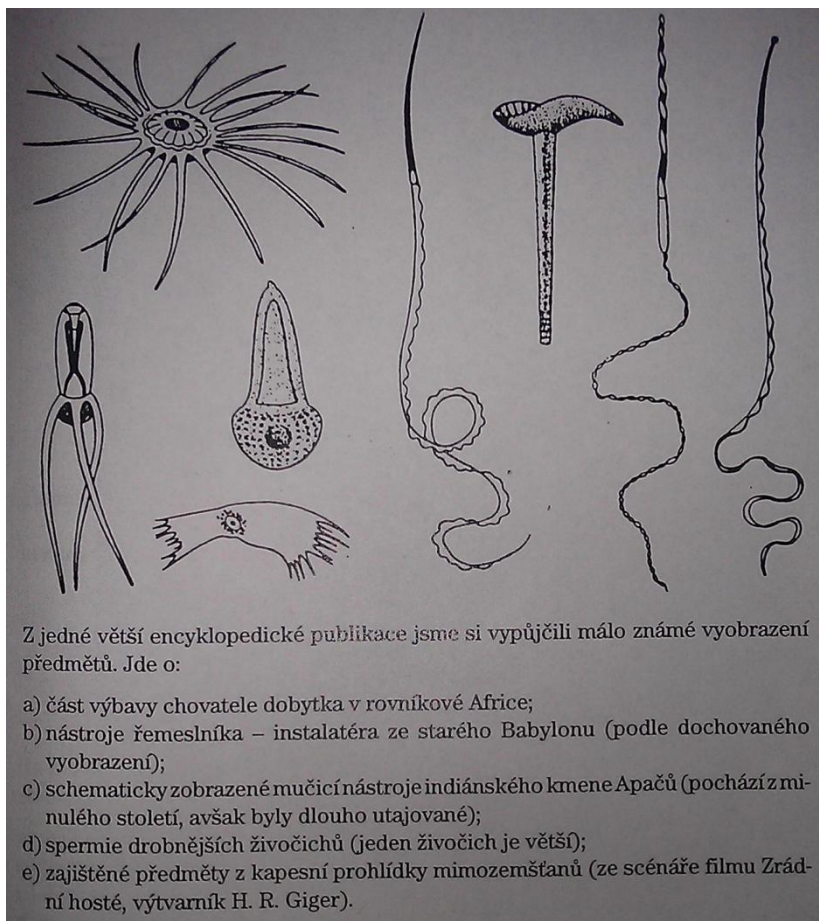 Z jedné větší encyklopedické publikace jsme si vypůjčili málo známé vyobrazení
předmětů. Jde o:
a) část výbavy chovatele dobytka v rovníkové Africe;
b) nástroje řemeslníka – instalatéra ze starého Babylonu (podle dochovaného
vyobrazení);
c) schematicky zobrazené mučicí nástroje indiánského kmene Apačů (pochází z mi-
nulého století, avšak byly dlouho utajované);
d) spermie drobnějších živočichů (jeden živočich je větší);
e) zajištěné předměty z kapesní prohlídky mimozemšťanů (ze scénáře filmu Zrád-
ní hosté, výtvarník H. R. Giger).